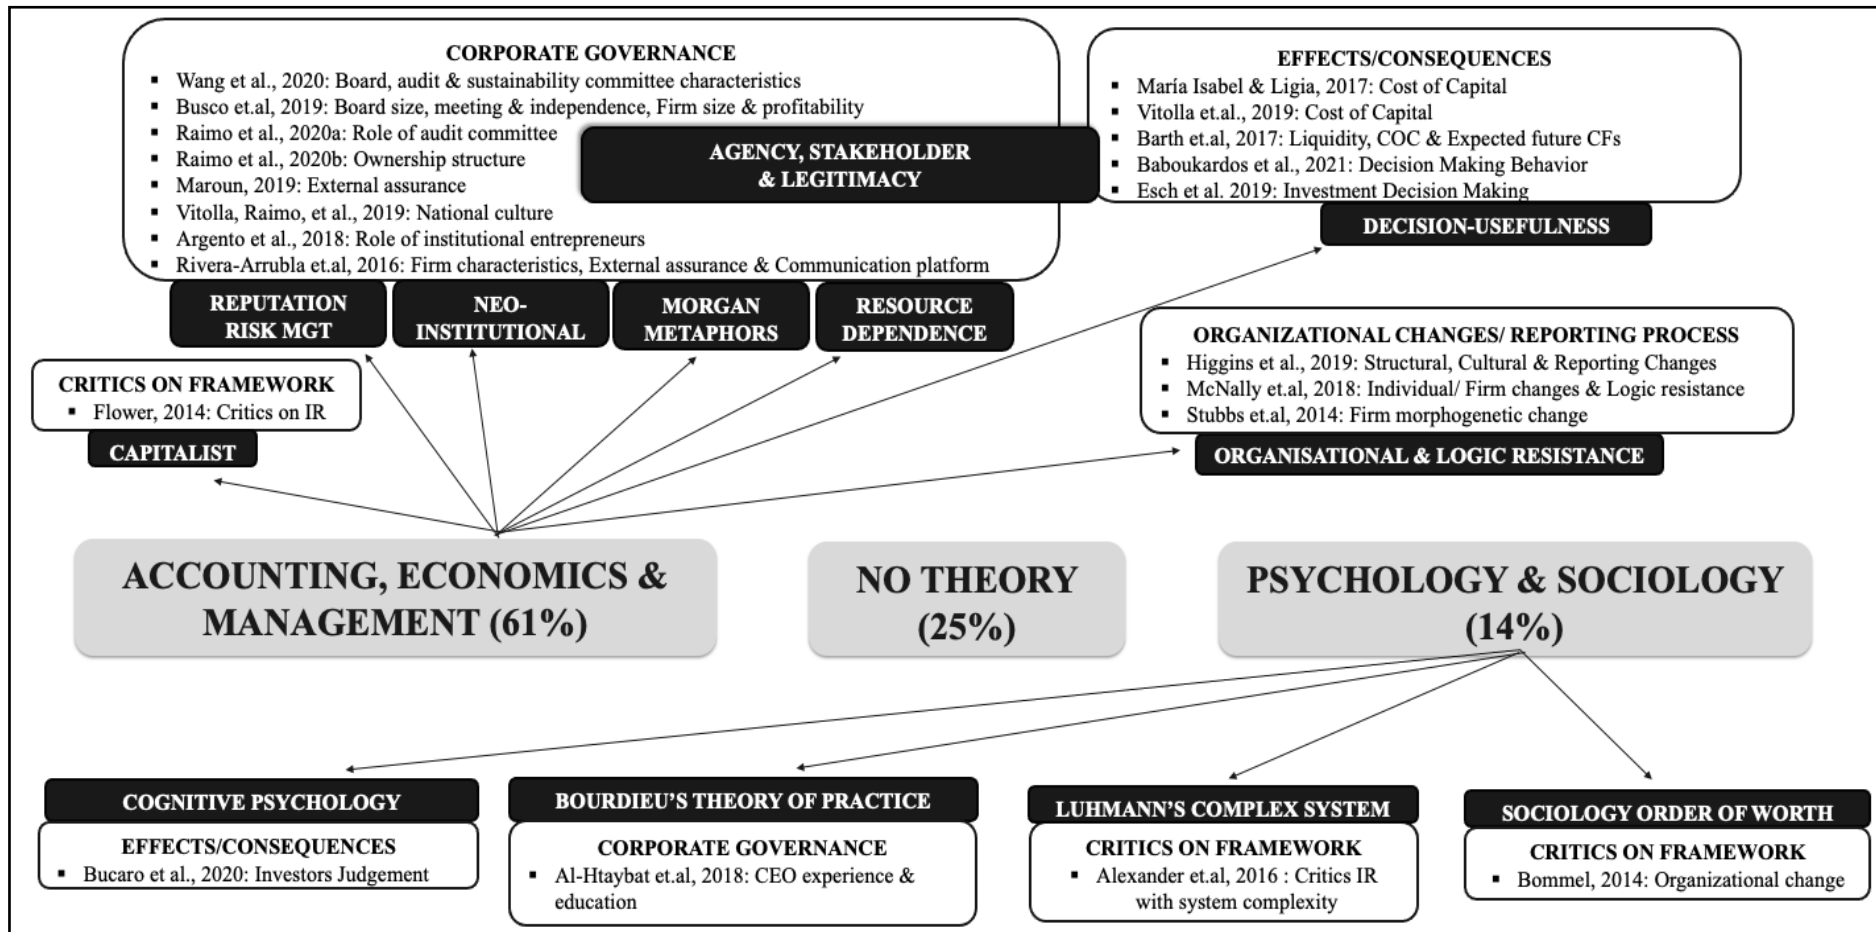 CORPORATE GOVERNANCE
▪ Wang et al., 2020: Board, audit & sustainability committee characteristics
▪ Busco et.al, 2019: Board size, meeting & independence, Firm size & profitability
▪ Raimo et al., 2020a: Role of audit committee
▪ Raimo et al., 2020b: Ownership structure
▪ Maroun, 2019: External assurance
▪ Vitolla, Raimo, et al., 2019: National culture
▪ Argento et al., 2018: Role of institutional entrepreneurs
▪ Rivera-Arrubla et.al, 2016: Firm characteristics, External assurance & Communication platform
AGENCY, STAKEHOLDER
& LEGITIMACY
EFFECTS/CONSEQUENCES
▪ María Isabel & Ligia, 2017: Cost of Capital
▪ Vitolla et.al, 2019: Cost of Capital
▪ Barth et.al, 2017: Liquidity, COC & Expected future CFs
▪ Baboukardos et al., 2021: Decision Making Behavior
▪ Esch et al. 2019: Investment Decision Making
DECISION-USEFULNESS
REPUTATION
RISK MGT
NEO-
INSTITUTIONAL
MORGAN
METAPHORS
RESOURCE
DEPENDENCE
ORGANIZATIONAL CHANGES/ REPORTING PROCESS
▪ Higgins et al., 2019: Structural, Cultural & Reporting Changes
▪ McNally et.al, 2018: Individual/ Firm changes & Logic resistance
▪ Stubbs et.al, 2014: Firm morphogenetic change
ORGANISATIONAL & LOGIC RESISTANCE
CRITICS ON FRAMEWORK
▪ Flower, 2014: Critics on IR
CAPITALIST
ACCOUNTING, ECONOMICS &
MANAGEMENT (61%)
NO THEORY
(25%)
PSYCHOLOGY & SOCIOLOGY
(14%)
COGNITIVE PSYCHOLOGY
EFFECTS/CONSEQUENCES
▪ Bucaro et al., 2020: Investors Judgement
BOURDIEU'S THEORY OF PRACTICE
CORPORATE GOVERNANCE
▪ Al-Htaybat et.al, 2018: CEO experience &
education
LUHMANN'S COMPLEX SYSTEM
CRITICS ON FRAMEWORK
▪ Alexander et.al, 2016 : Critics IR
with system complexity
SOCIOLOGY ORDER OF WORTH
CRITICS ON FRAMEWORK
▪ Bommel, 2014: Organizational change